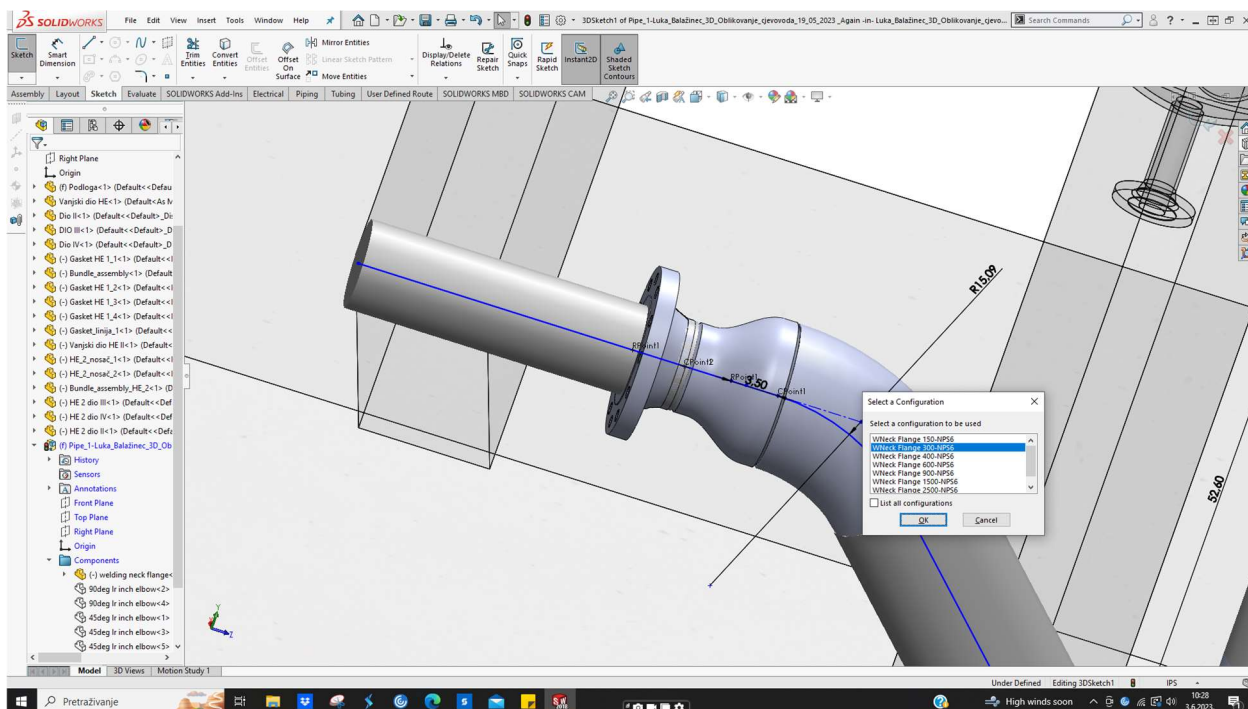 SOLIDWORKS File Edit View Insert Tools Window Help 3DSketch1 of Pipe_1-Luka_Balažinec_3D_Oblikovanje_cjevovoda_19_05_2023 _Again -in- Luka_Balažinec_3D_Oblikovanje_cjevo... Search Commands
Sketch
Smart Dimension
Trim Entities
Convert Entities
Offset Entities
Offset On Surface
Mirror Entities
Linear Sketch Pattern
Move Entities
Display/Delete Relations
Repair Sketch
Quick Snaps
Rapid Sketch
Instant2D
Shaded Sketch Contours
Assembly Layout Sketch Evaluate SOLIDWORKS Add-Ins Electrical Piping Tubing User Defined Route SOLIDWORKS MBD SOLIDWORKS CAM
Right Plane
Origin
(f) Podloga<1> (Default<<Defau
Vanjski dio HE<1> (Default<As M
Dio II<1> (Default<<Default>_Di
DIO III<1> (Default<<Default>_D
Dio IV<1> (Default<<Default>_D
(-) Gasket HE 1_1<1> (Default<<
(-) Bundle_assembly<1> (Default
(-) Gasket HE 1_2<1> (Default<<
(-) Gasket HE 1_3<1> (Default<<
(-) Gasket HE 1_4<1> (Default<<
(-) Gasket_linija_1<1> (Default<<
(-) Vanjski dio HE II<1> (Default<
(-) HE_2_nosač_1<1> (Default<<
(-) HE_2_nosač<1> (Default<<
(-) Bundle_assembly_HE_2<1> (D
(-) HE 2 dio III<1> (Default<<Def
(-) HE 2 dio IV<1> (Default<<Def
(-) HE 2 dio II<1> (Default<<Defa
(f) Pipe_1-Luka_Balažinec_3D_Ob
History
Sensors
Annotations
Front Plane
Top Plane
Right Plane
Origin
Components
(-) welding neck flange<
90deg lr inch elbow<2>
90deg lr inch elbow<4>
45deg lr inch elbow<1>
45deg lr inch elbow<3>
45deg lr inch elbow<5>
R15,09
RPoint1
CPoint2
RPoint1
3,50
CPoint1
52,60
Select a Configuration
Select a configuration to be used
WNeck Flange 150-NPS6
WNeck Flange 300-NPS6
WNeck Flange 400-NPS6
WNeck Flange 600-NPS6
WNeck Flange 900-NPS6
WNeck Flange 1500-NPS6
WNeck Flange 2500-NPS6
List all configurations
OK Cancel
Y
Z
Model 3D Views Motion Study 1
Under Defined Editing 3DSketch1 IPS
Pretraživanje
High winds soon
10:28
3.6.2023.